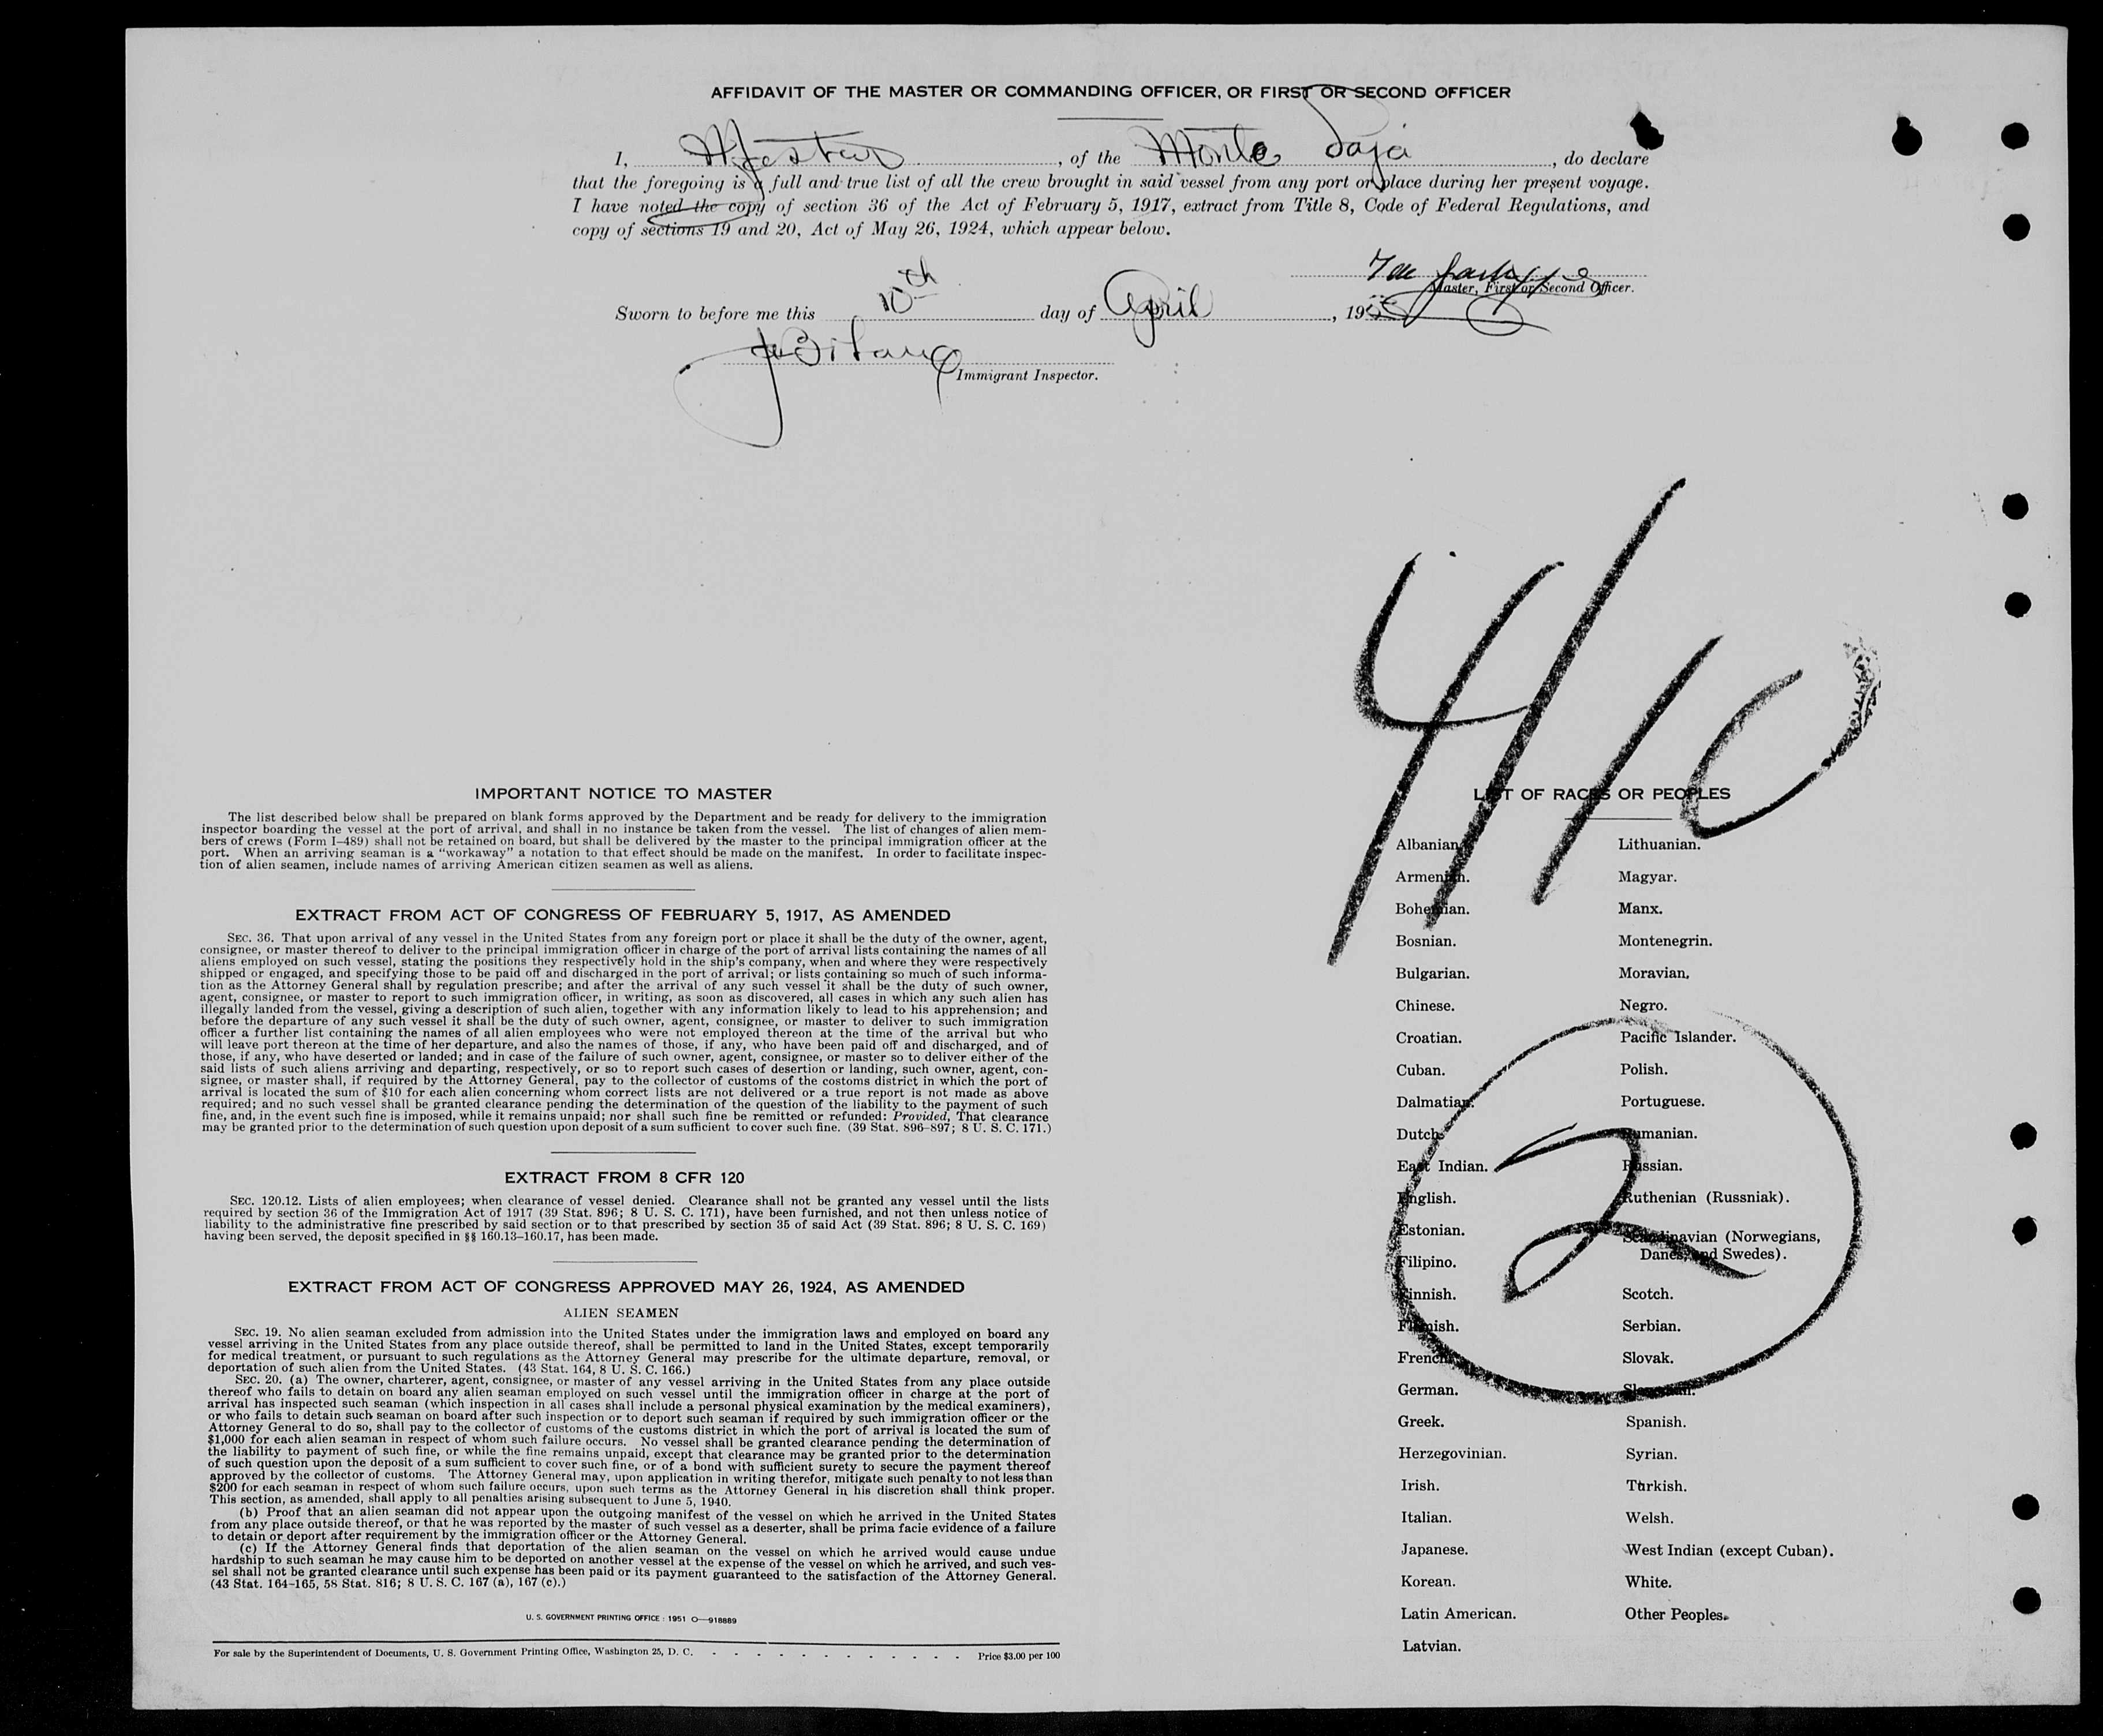 AFFIDAVIT OF THE MASTER OR COMMANDING OFFICER, OR FIRST OR SECOND OFFICER
I, , of the Monte , do declare
that the foregoing is a full and true list of all the crew brought in said vessel from any port or place during her present voyage.
I have noted the copy of section 36 of the Act of February 5, 1917, extract from Title 8, Code of Federal Regulations, and
copy of sections 19 and 20, Act of May 26, 1924, which appear below.
Master, First or Second Officer.
Sworn to before me this 10th day of April , 195
Immigrant Inspector.
4/10
2
IMPORTANT NOTICE TO MASTER
The list described below shall be prepared on blank forms approved by the Department and be ready for delivery to the immigration
inspector boarding the vessel at the port of arrival, and shall in no instance be taken from the vessel. The list of changes of alien mem-
bers of crews (Form I-489) shall not be retained on board, but shall be delivered by the master to the principal immigration officer at the
port. When an arriving seaman is a "workaway" a notation to that effect should be made on the manifest. In order to facilitate inspec-
tion of alien seamen, include names of arriving American citizen seamen as well as aliens.
EXTRACT FROM ACT OF CONGRESS OF FEBRUARY 5, 1917, AS AMENDED
SEC. 36. That upon arrival of any vessel in the United States from any foreign port or place it shall be the duty of the owner, agent,
consignee, or master thereof to deliver to the principal immigration officer in charge of the port of arrival lists containing the names of all
aliens employed on such vessel, stating the positions they respectively hold in the ship's company, when and where they were respectively
shipped or engaged, and specifying those to be paid off and discharged in the port of arrival; or lists containing so much of such informa-
tion as the Attorney General shall by regulation prescribe; and after the arrival of any such vessel it shall be the duty of such owner,
agent, consignee, or master to report to such immigration officer, in writing, as soon as discovered, all cases in which any such alien has
illegally landed from the vessel, giving a description of such alien, together with any information likely to lead to his apprehension; and
before the departure of any such vessel it shall be the duty of such owner, agent, consignee, or master to deliver to such immigration
officer a further list containing the names of all alien employees who were not employed thereon at the time of the arrival but who
will leave port thereon at the time of her departure, and also the names of those, if any, who have been paid off and discharged, and of
those, if any, who have deserted or landed; and in case of the failure of such owner, agent, consignee, or master so to deliver either of the
said lists of such aliens arriving and departing, respectively, or so to report such cases of desertion or landing, such owner, agent, con-
signee, or master shall, if required by the Attorney General, pay to the collector of customs of the costoms district in which the port of
arrival is located the sum of $10 for each alien concerning whom correct lists are not delivered or a true report is not made as above
required; and no such vessel shall be granted clearance pending the determination of the question of the liability to the payment of such
fine, and, in the event such fine is imposed, while it remains unpaid; nor shall such fine be remitted or refunded: Provided, That clearance
may be granted prior to the determination of such question upon deposit of a sum sufficient to cover such fine. (39 Stat. 896-897; 8 U. S. C. 171.)
EXTRACT FROM 8 CFR 120
SEC. 120.12. Lists of alien employees; when clearance of vessel denied. Clearance shall not be granted any vessel until the lists
required by section 36 of the Immigration Act of 1917 (39 Stat. 896; 8 U. S. C. 171), have been furnished, and not then unless notice of
liability to the administrative fine prescribed by said section or to that prescribed by section 35 of said Act (39 Stat. 896; 8 U. S. C. 169)
having been served, the deposit specified in §§ 160.13-160.17, has been made.
EXTRACT FROM ACT OF CONGRESS APPROVED MAY 26, 1924, AS AMENDED
ALIEN SEAMEN
SEC. 19. No alien seaman excluded from admission into the United States under the immigration laws and employed on board any
vessel arriving in the United States from any place outside thereof, shall be permitted to land in the United States, except temporarily
for medical treatment, or pursuant to such regulations as the Attorney General may prescribe for the ultimate departure, removal, or
deportation of such alien from the United States. (43 Stat. 164, 8 U. S. C. 166.)
SEC. 20. (a) The owner, charterer, agent, consignee, or master of any vessel arriving in the United States from any place outside
thereof who fails to detain on board any alien seaman employed on such vessel until the immigration officer in charge at the port of
arrival has inspected such seaman (which inspection in all cases shall include a personal physical examination by the medical examiners),
or who fails to detain such seaman on board after such inspection or to deport such seaman if required by such immigration officer or the
Attorney General to do so, shall pay to the collector of customs of the customs district in which the port of arrival is located the sum of
$1,000 for each alien seaman in respect of whom such failure occurs. No vessel shall be granted clearance pending the determination of
the liability to payment of such fine, or while the fine remains unpaid, except that clearance may be granted prior to the determination
of such question upon the deposit of a sum sufficient to cover such fine, or of a bond with sufficient surety to secure the payment thereof
approved by the collector of customs. The Attorney General may, upon application in writing therefor, mitigate such penalty to not less than
$200 for each seaman in respect of whom such failure occurs, upon such terms as the Attorney General in his discretion shall think proper.
This section, as amended, shall apply to all penalties arising subsequent to June 5, 1940.
(b) Proof that an alien seaman did not appear upon the outgoing manifest of the vessel on which he arrived in the United States
from any place outside thereof, or that he was reported by the master of such vessel as a deserter, shall be prima facie evidence of a failure
to detain or deport after requirement by the immigration officer or the Attorney General.
(c) If the Attorney General finds that deportation of the alien seaman on the vessel on which he arrived would cause undue
hardship to such seaman he may cause him to be deported on another vessel at the expense of the vessel on which he arrived, and such ves-
sel shall not be granted clearance until such expense has been paid or its payment guaranteed to the satisfaction of the Attorney General.
(43 Stat. 164-165, 58 Stat. 816; 8 U. S. C. 167 (a), 167 (c).)
U. S. GOVERNMENT PRINTING OFFICE : 1951 O—918889
For sale by the Superintendent of Documents, U. S. Government Printing Office, Washington 25, D. C. - - - - - - - - - - - - Price $3.00 per 100
LIST OF RACES OR PEOPLES
Albanian.
Armenian.
Bohemian.
Bosnian.
Bulgarian.
Chinese.
Croatian.
Cuban.
Dalmatian.
Dutch.
East Indian.
English.
Estonian.
Filipino.
Finnish.
Flemish.
French.
German.
Greek.
Herzegovinian.
Irish.
Italian.
Japanese.
Korean.
Latin American.
Latvian.
Lithuanian.
Magyar.
Manx.
Montenegrin.
Moravian.
Negro.
Pacific Islander.
Polish.
Portuguese.
Rumanian.
Russian.
Ruthenian (Russniak).
Scandinavian (Norwegians,
Danes, and Swedes).
Scotch.
Serbian.
Slovak.
Slovenian.
Spanish.
Syrian.
Turkish.
Welsh.
West Indian (except Cuban).
White.
Other Peoples.